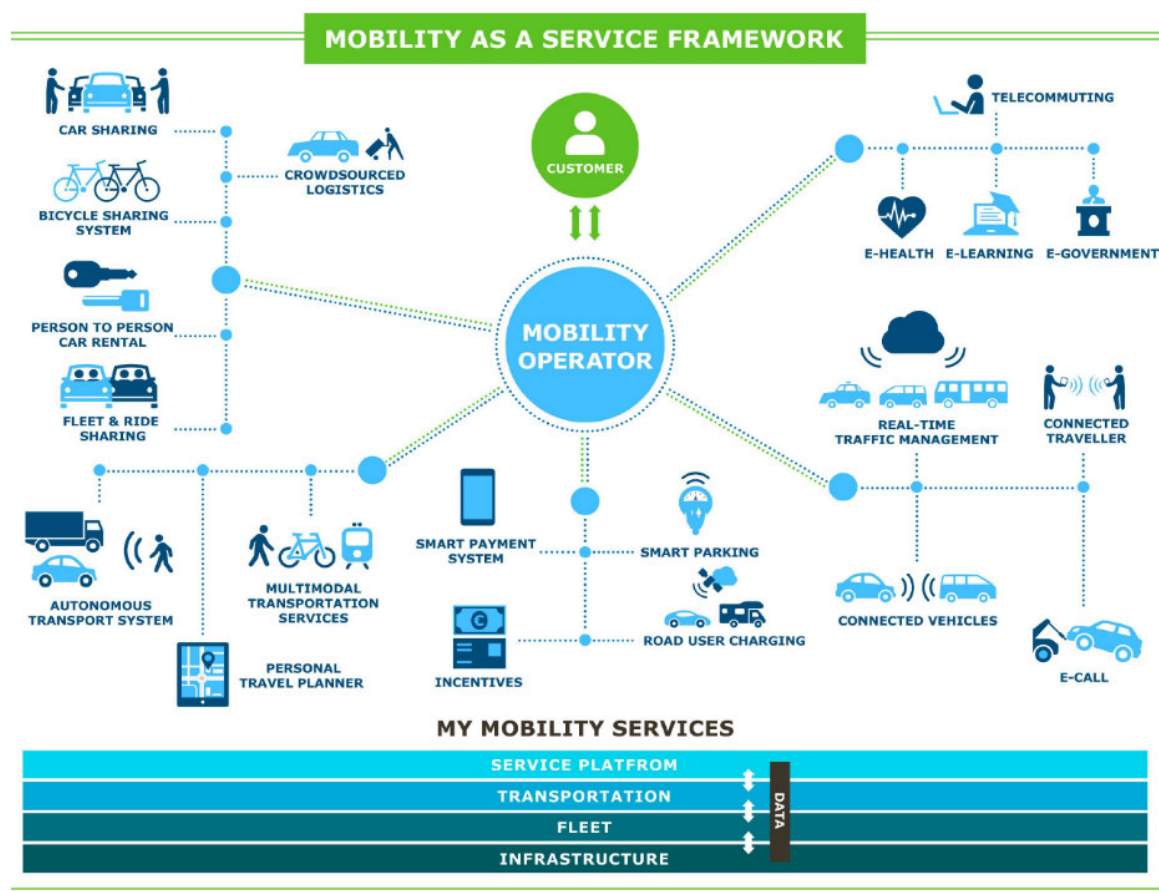 MOBILITY AS A SERVICE FRAMEWORK
CUSTOMER
MOBILITY
OPERATOR
CAR SHARING
CROWDSOURCED
LOGISTICS
BICYCLE SHARING
SYSTEM
PERSON TO PERSON
CAR RENTAL
FLEET & RIDE
SHARING
TELECOMMUTING
E-HEALTH
E-LEARNING
E-GOVERNMENT
REAL-TIME
TRAFFIC MANAGEMENT
CONNECTED
TRAVELLER
CONNECTED VEHICLES
E-CALL
AUTONOMOUS
TRANSPORT SYSTEM
MULTIMODAL
TRANSPORTATION
SERVICES
PERSONAL
TRAVEL PLANNER
SMART PAYMENT
SYSTEM
SMART PARKING
INCENTIVES
ROAD USER CHARGING
MY MOBILITY SERVICES
SERVICE PLATFROM
TRANSPORTATION
FLEET
INFRASTRUCTURE
DATA